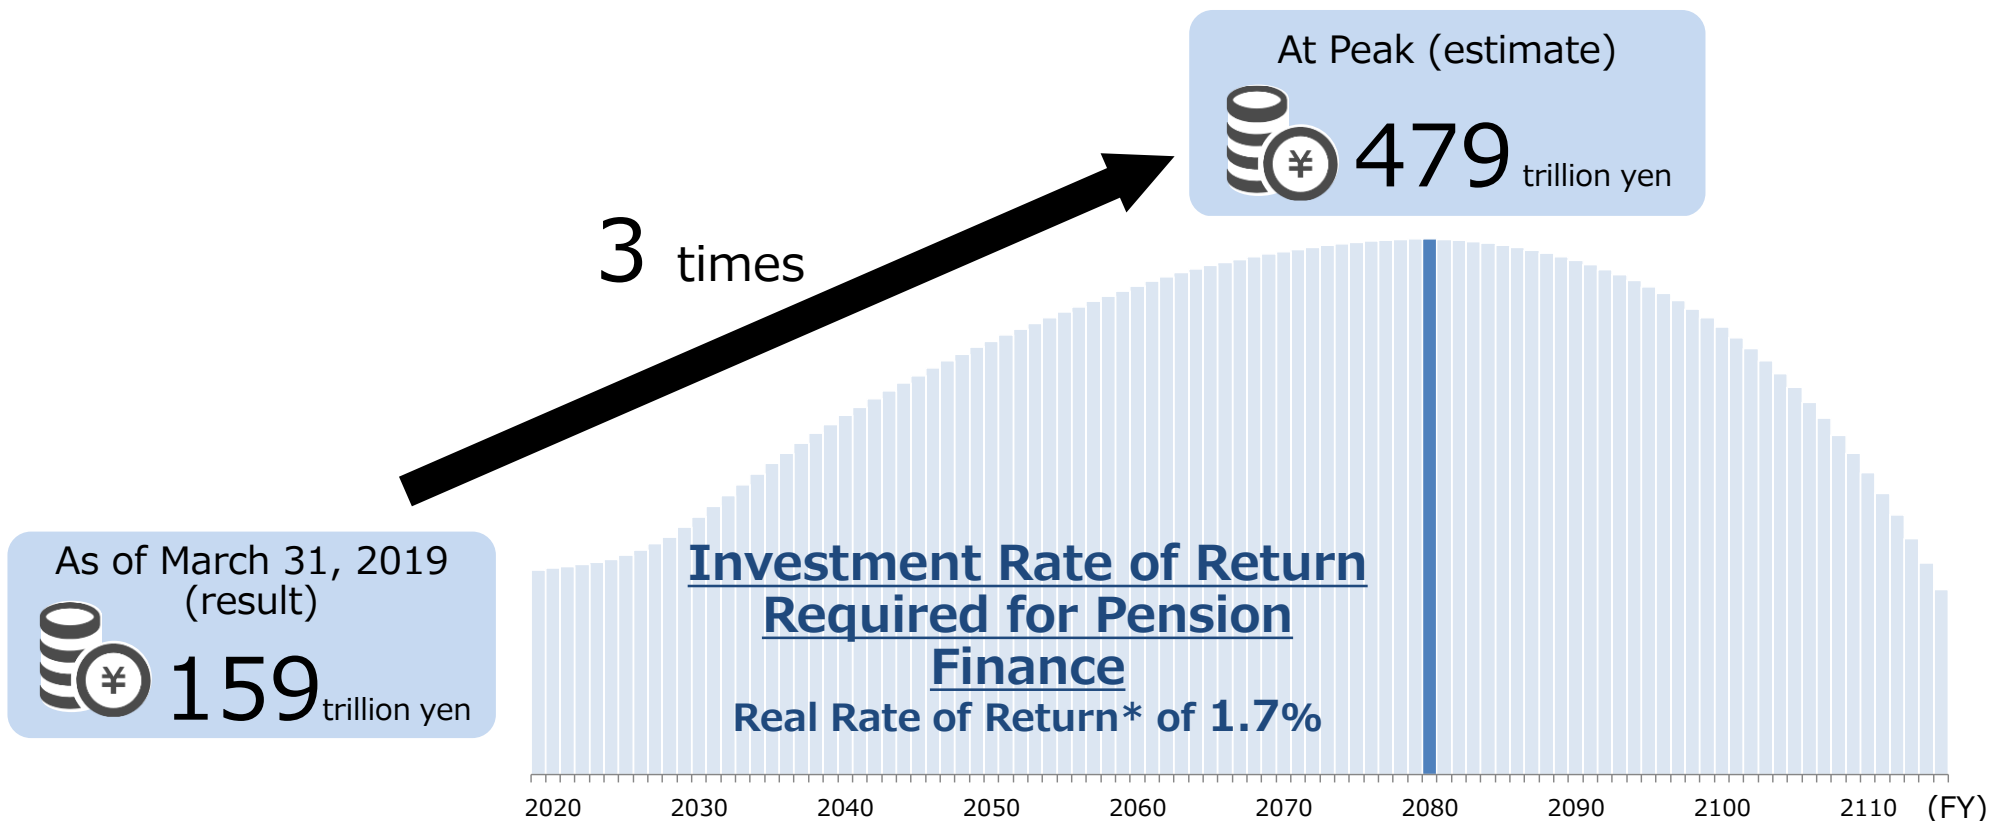 At Peak (estimate)
¥ 479 trillion yen
3 times
As of March 31, 2019
(result)
¥ 159 trillion yen
Investment Rate of Return
Required for Pension
Finance
Real Rate of Return* of 1.7%
2020 2030 2040 2050 2060 2070 2080 2090 2100 2110 (FY)